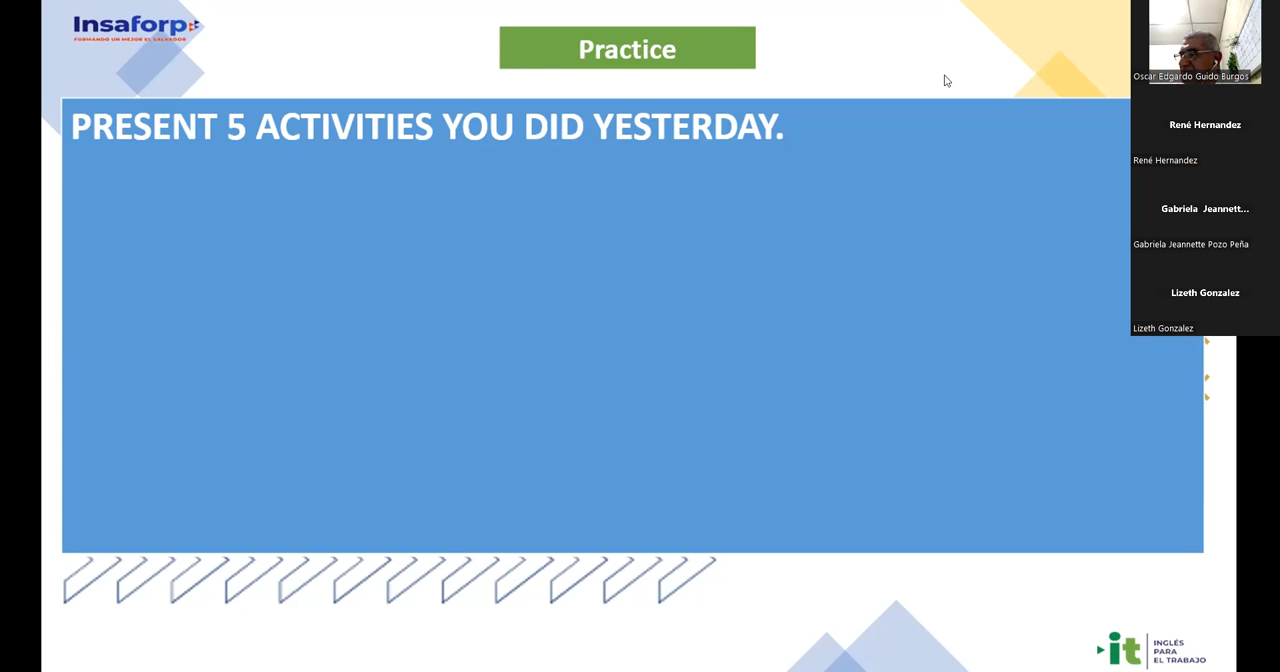 Insaforp
FORMANDO UN MEJOR EL SALVADOR
Practice
PRESENT 5 ACTIVITIES YOU DID YESTERDAY.
Oscar Edgardo Guido Burgos
René Hernandez
René Hernandez
Gabriela Jeannett...
Gabriela Jeannette Pozo Peña
Lizeth Gonzalez
Lizeth Gonzalez
it
INGLÉS
PARA
EL TRABAJO